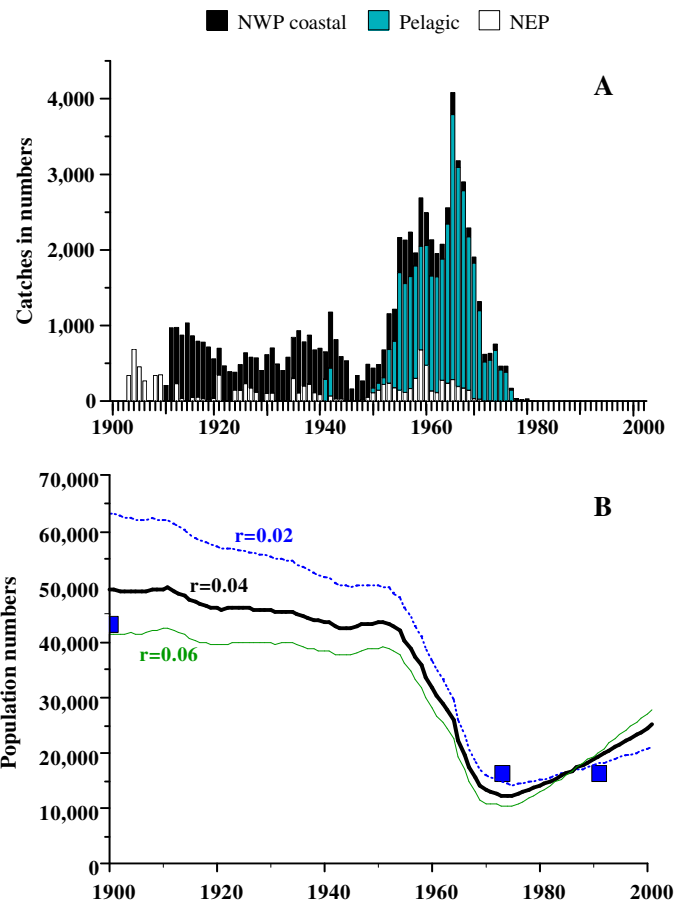 NWP coastal Pelagic NEP
A
4,000
3,000
2,000
1,000
0
Catches in numbers
1900 1920 1940 1960 1980 2000
B
70,000
60,000
50,000
40,000
30,000
20,000
10,000
0
Population numbers
r=0.02
r=0.04
r=0.06
1900 1920 1940 1960 1980 2000